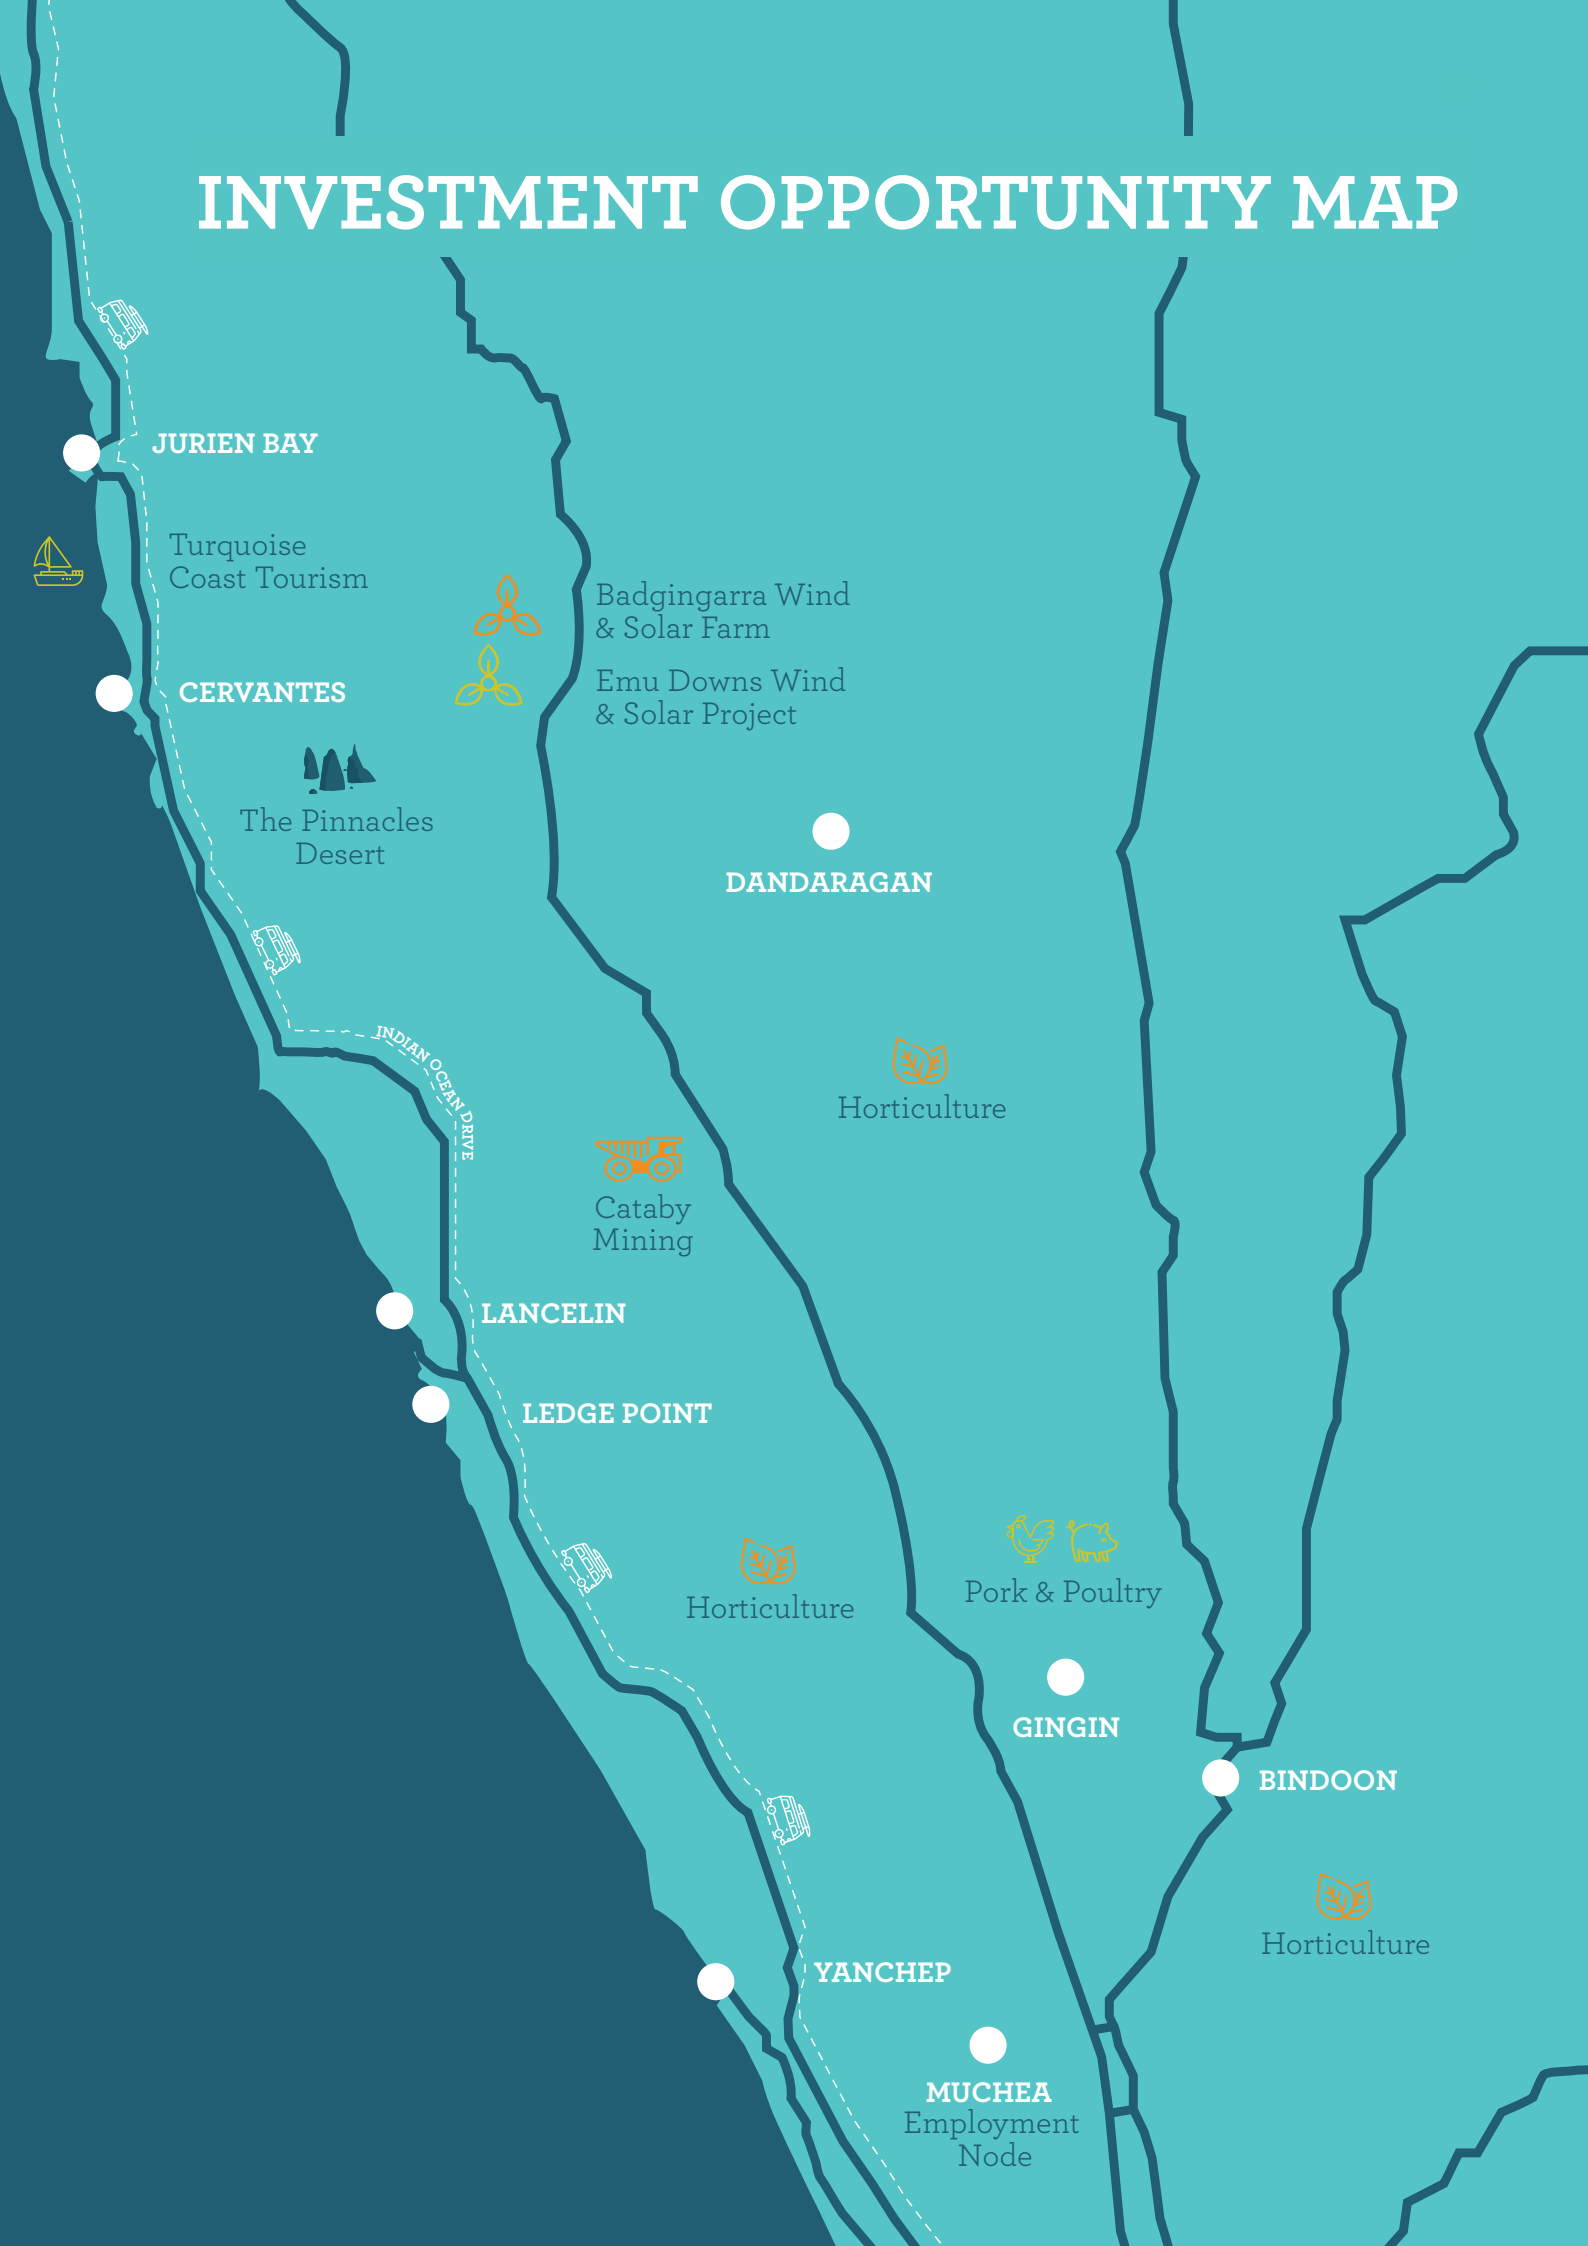 INVESTMENT OPPORTUNITY MAP
JURIEN BAY
Turquoise
Coast Tourism
Badgingarra Wind
& Solar Farm
Emu Downs Wind
& Solar Project
CERVANTES
The Pinnacles
Desert
DANDARAGAN
INDIAN OCEAN DRIVE
Horticulture
Cataby
Mining
LANCELIN
LEDGE POINT
Horticulture
Pork & Poultry
GINGIN
BINDOON
Horticulture
YANCHEP
MUCHEA
Employment
Node